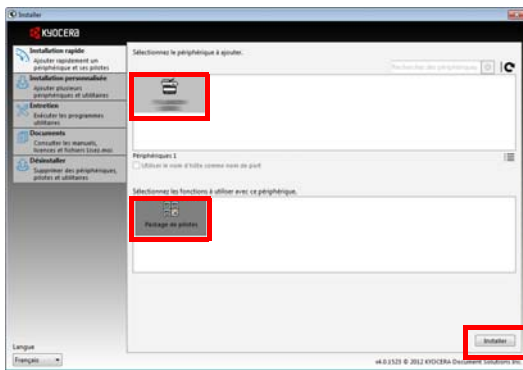 Installer
KYOCERA
Installation rapide
Ajouter rapidement un
périphérique et ses pilotes
Installation personnalisée
Ajouter plusieurs
périphériques et utilitaires
Entretien
Exécuter les programmes
utilitaires
Documents
Consulter les manuels,
licences et fichiers Lisez.moi
Désinstaller
Supprimer des périphériques,
pilotes et utilitaires
Langue
Français
Sélectionnez le périphérique à ajouter.
Rechercher des périphériques
Périphériques 1
Utiliser le nom d'hôte comme nom de port
Sélectionnez les fonctions à utiliser avec ce périphérique.
Package de pilotes
Installer
v4.0.1523 © 2012 KYOCERA Document Solutions Inc.